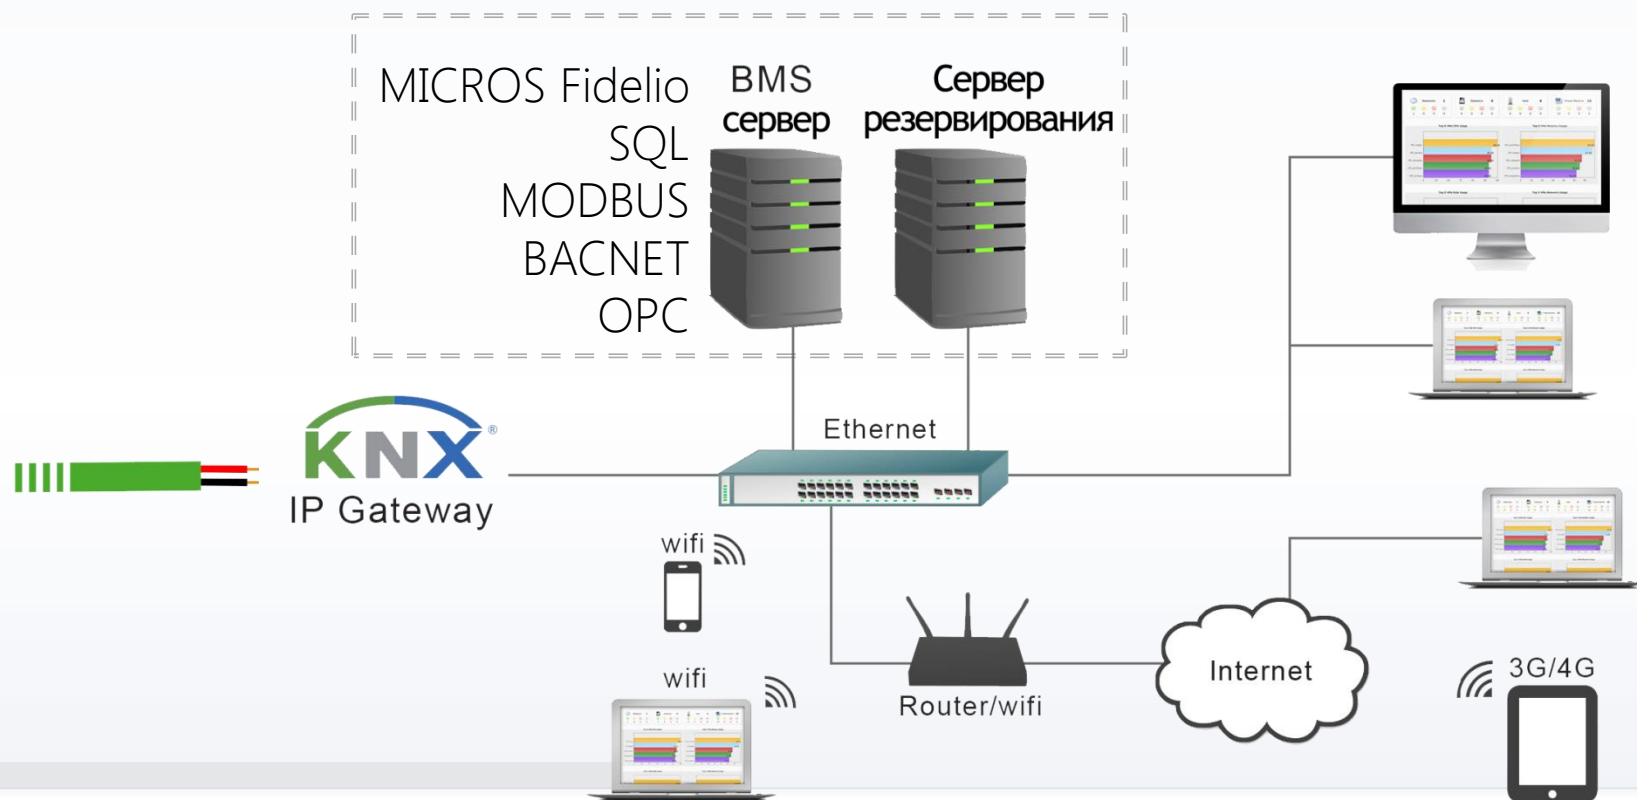 MICROS Fidelio
SQL
MODBUS
BACNET
OPC
BMS
сервер
Сервер
резервирования
Ethernet
KNX®
IP Gateway
wifi
wifi
Router/wifi
Internet
3G/4G